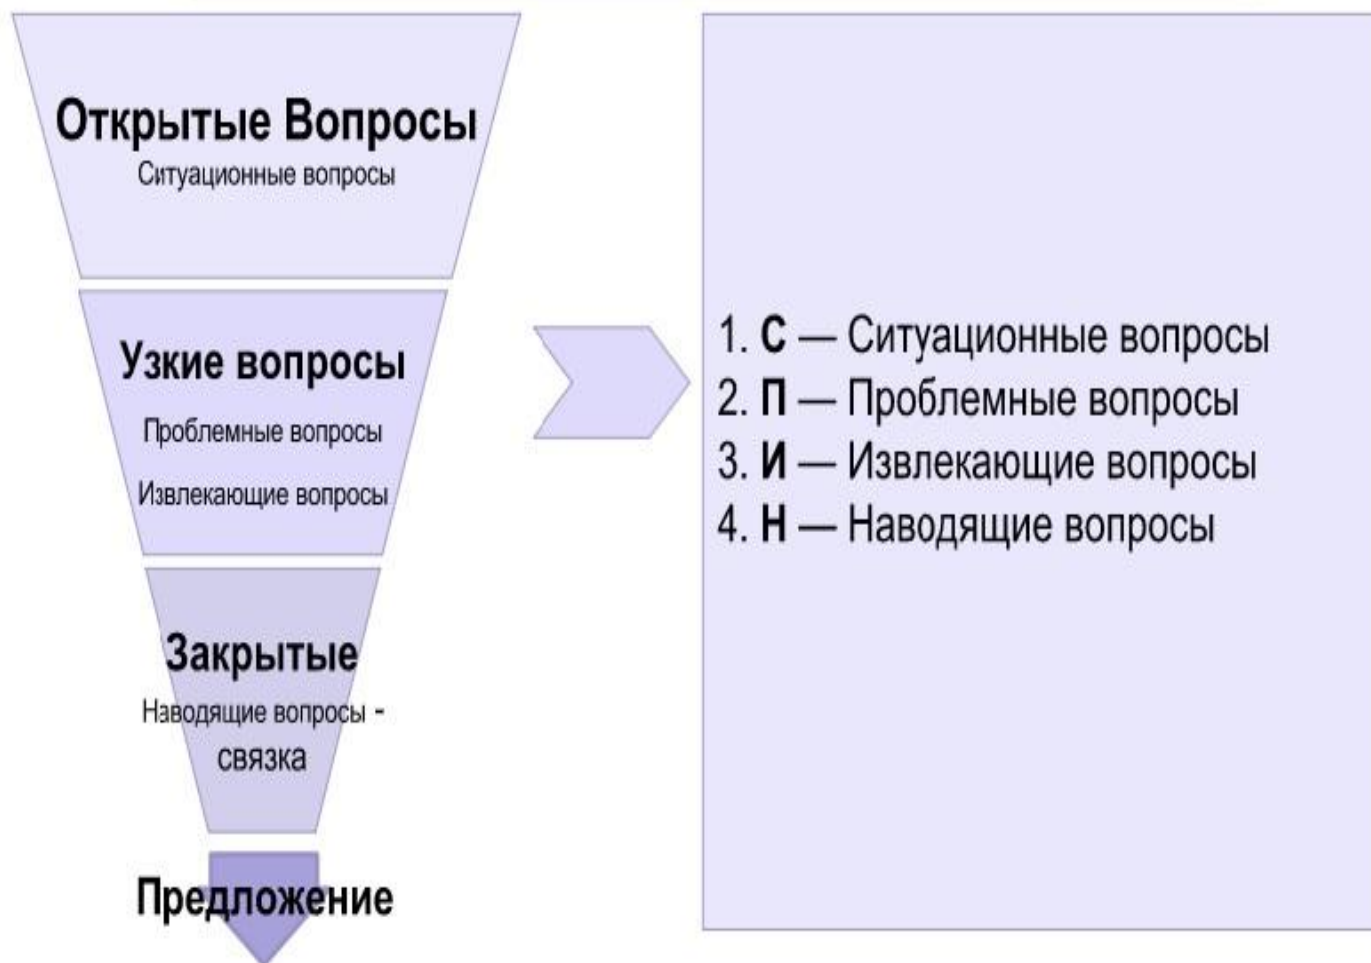 Открытые Вопросы
Ситуационные вопросы
Узкие вопросы
Проблемные вопросы
Извлекающие вопросы
Закрытые
Наводящие вопросы -
связка
Предложение
1. С — Ситуационные вопросы
2. П — Проблемные вопросы
3. И — Извлекающие вопросы
4. Н — Наводящие вопросы